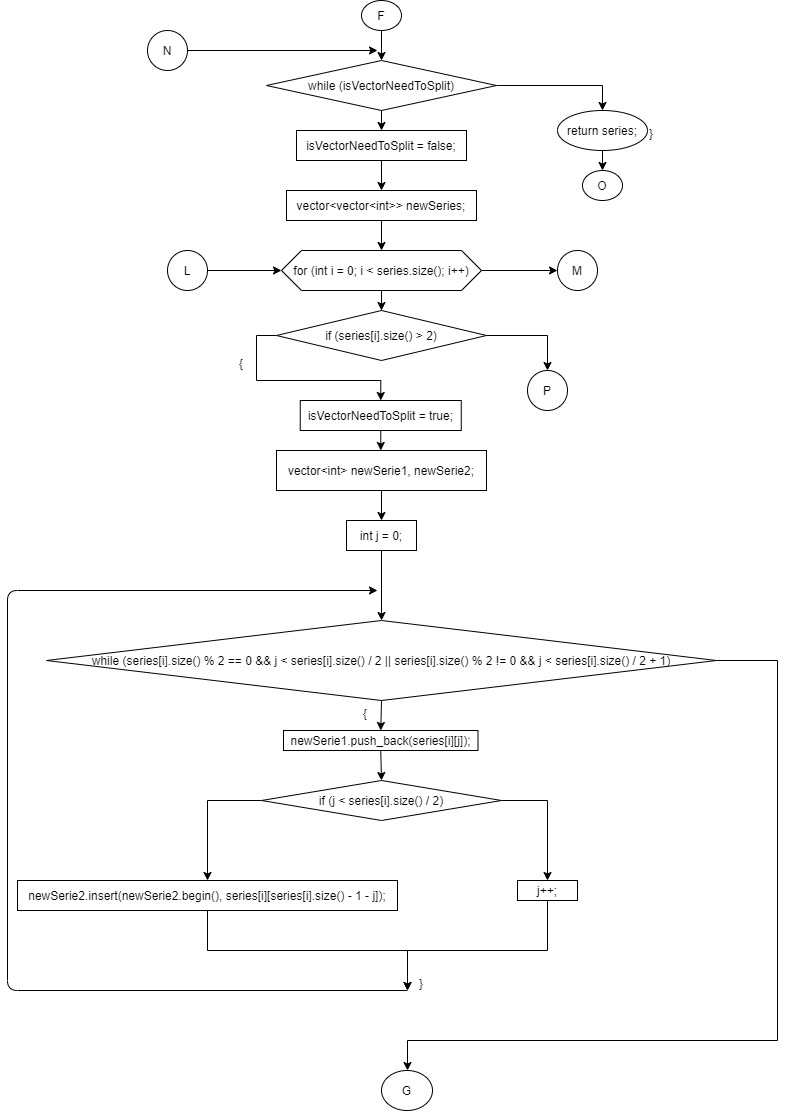 F
N
while (isVectorNeedToSplit)
return series;
}
isVectorNeedToSplit = false;
O
vector<vector<int>> newSeries;
L
for (int i = 0; i < series.size(); i++)
M
if (series[i].size() > 2)
{
P
isVectorNeedToSplit = true;
vector<int> newSerie1, newSerie2;
int j = 0;
while (series[i].size() % 2 == 0 && j < series[i].size() / 2 || series[i].size() % 2 != 0 && j < series[i].size() / 2 + 1)
{
newSerie1.push_back(series[i][j]);
if (j < series[i].size() / 2)
newSerie2.insert(newSerie2.begin(), series[i][series[i].size() - 1 - j]);
j++;
}
G